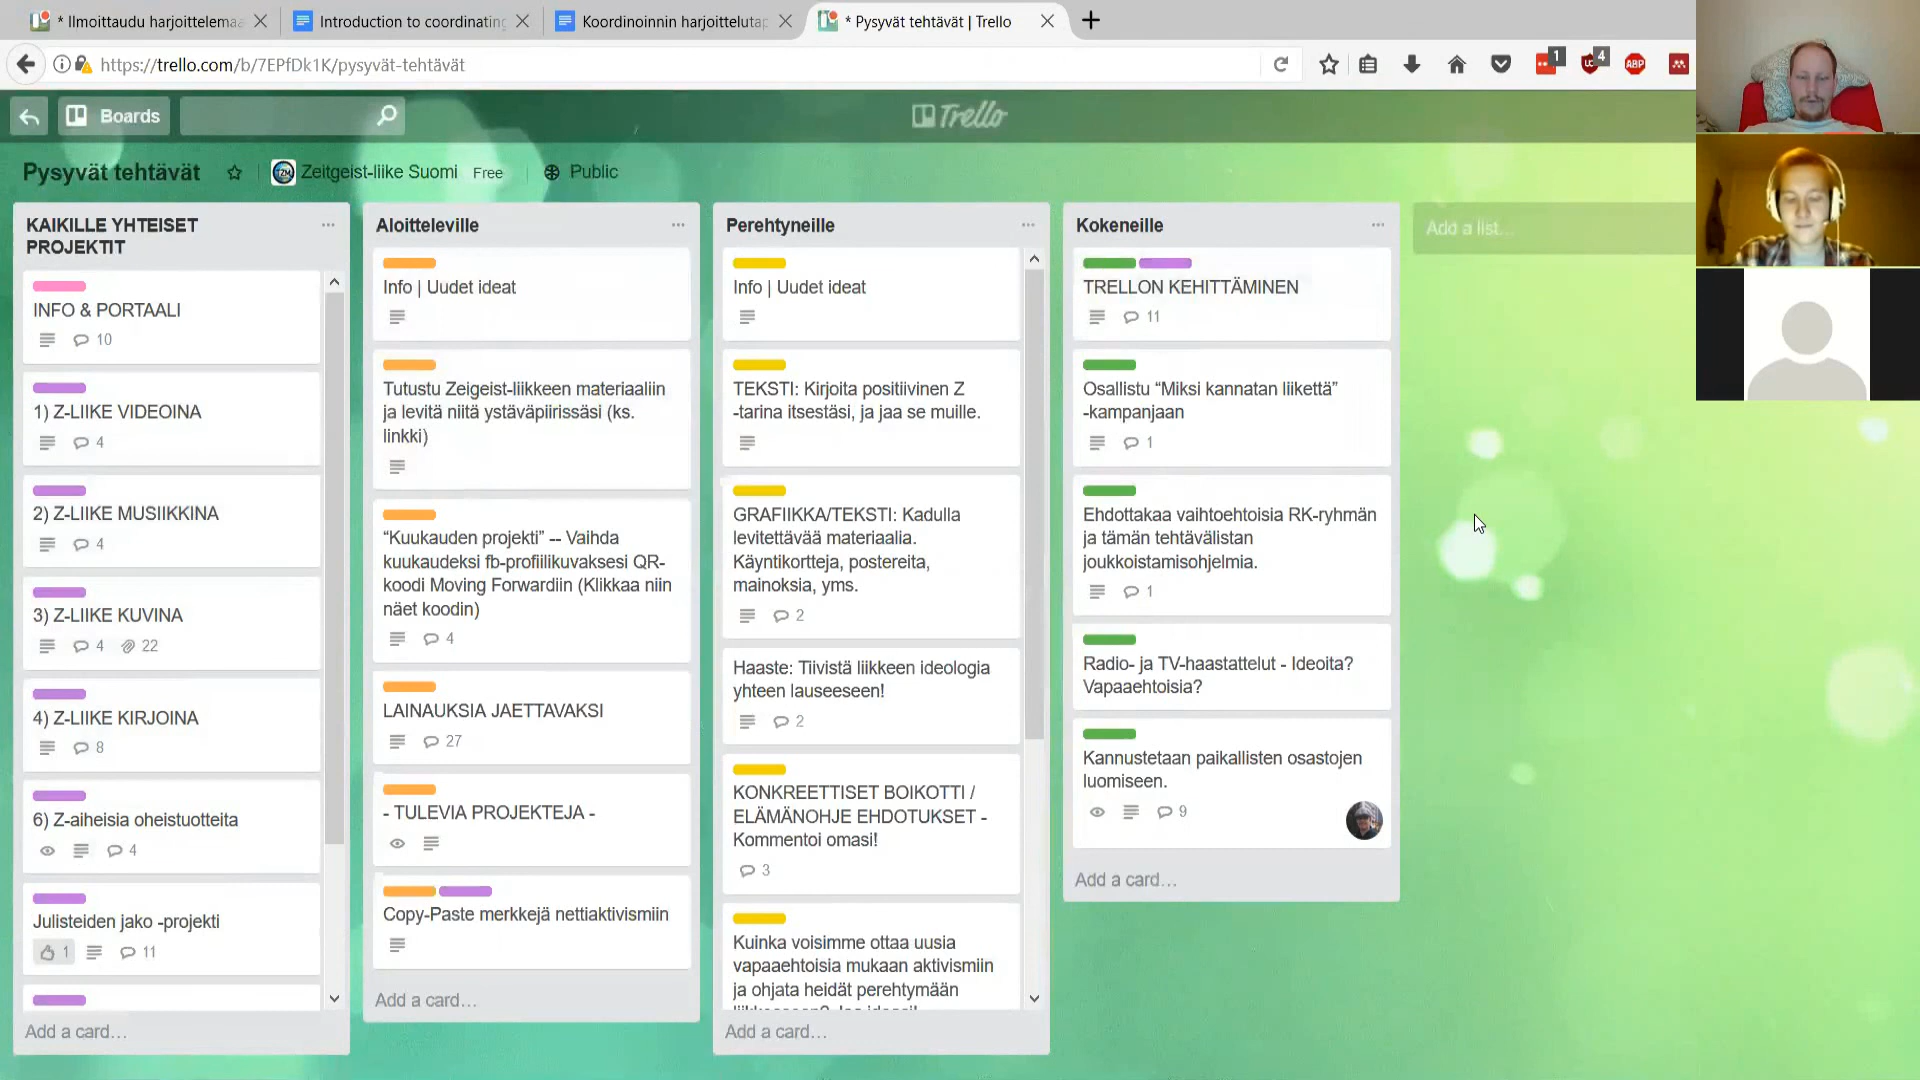 * Ilmoittaudu harjoittelemaa
Introduction to coordinating
Koordinoinnin harjoittelutap
* Pysyvät tehtävät | Trello
https://trello.com/b/7EPfDk1K/pysyvät-tehtävät
1
4
ABP
Boards
Trello
Pysyvät tehtävät
TZM
Zeitgeist-liike Suomi Free
Public
KAIKILLE YHTEISET
PROJEKTIT
INFO & PORTAALI
10
1) Z-LIIKE VIDEOINA
4
2) Z-LIIKE MUSIIKKINA
4
3) Z-LIIKE KUVINA
4 22
4) Z-LIIKE KIRJOINA
8
6) Z-aiheisia oheistuotteita
4
Julisteiden jako -projekti
1 11
Add a card…
Aloitteleville
Info | Uudet ideat
Tutustu Zeigeist-liikkeen materiaaliin
ja levitä niitä ystäväpiirissäsi (ks.
linkki)
“Kuukauden projekti” -- Vaihda
kuukaudeksi fb-profiilikuvaksesi QR-
koodi Moving Forwardiin (Klikkaa niin
näet koodin)
4
LAINAUKSIA JAETTAVAKSI
27
- TULEVIA PROJEKTEJA -
Copy-Paste merkkejä nettiaktivismiin
Add a card…
Perehtyneille
Info | Uudet ideat
TEKSTI: Kirjoita positiivinen Z
-tarina itsestäsi, ja jaa se muille.
GRAFIIKKA/TEKSTI: Kadulla
levitettävää materiaalia.
Käyntikortteja, postereita,
mainoksia, yms.
2
Haaste: Tiivistä liikkeen ideologia
yhteen lauseeseen!
2
KONKREETTISET BOIKOTTI /
ELÄMÄNOHJE EHDOTUKSET -
Kommentoi omasi!
3
Kuinka voisimme ottaa uusia
vapaaehtoisia mukaan aktivismiin
ja ohjata heidät perehtymään
Add a card…
Kokeneille
TRELLON KEHITTÄMINEN
11
Osallistu “Miksi kannatan liikettä”
-kampanjaan
1
Ehdottakaa vaihtoehtoisia RK-ryhmän
ja tämän tehtävälistan
joukkoistamisohjelmia.
1
Radio- ja TV-haastattelut - Ideoita?
Vapaaehtoisia?
Kannustetaan paikallisten osastojen
luomiseen.
9
Add a card…
Add a list…